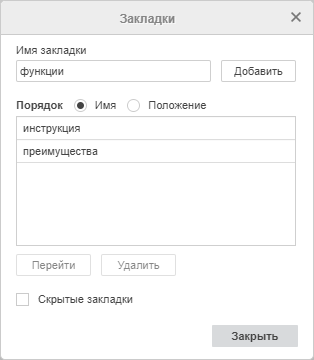 Закладки
Имя закладки
функции
Добавить
Порядок Имя Положение
инструкция
преимущества
Перейти Удалить
Скрытые закладки
Закрыть